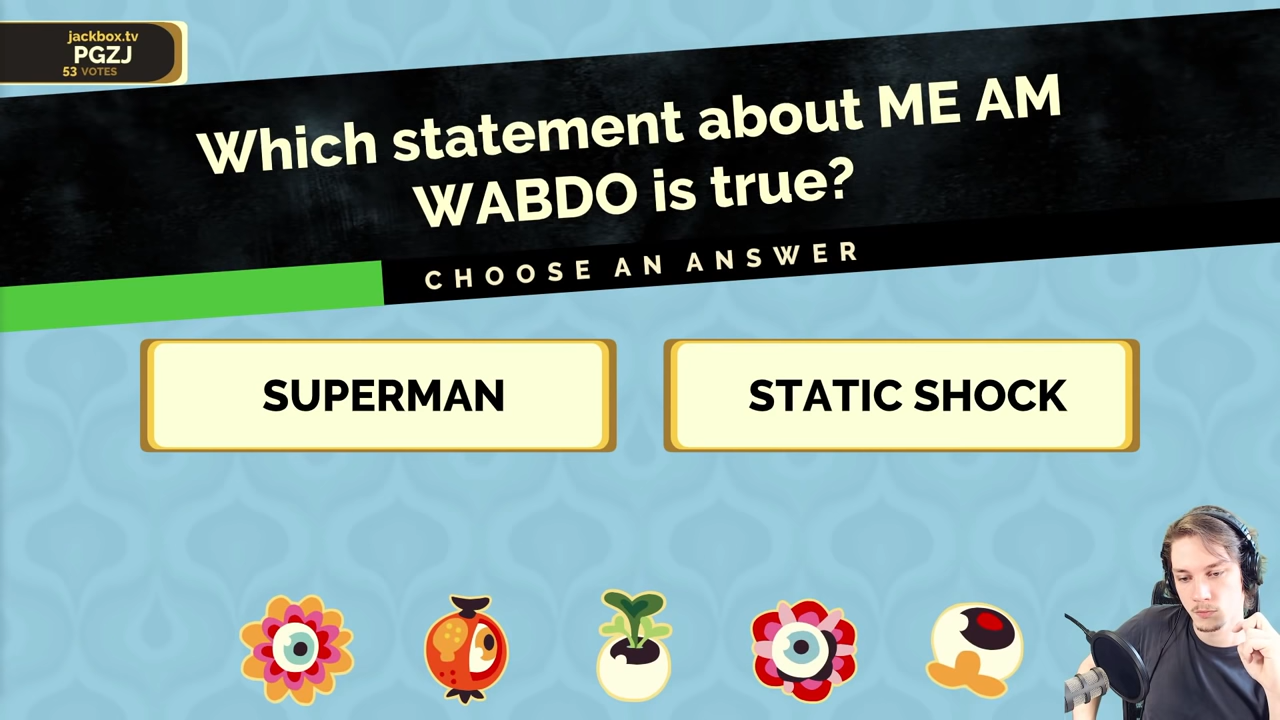 jackbox.tv
PGZJ
53 VOTES
Which statement about ME AM
WABDO is true?
CHOOSE AN ANSWER
SUPERMAN
STATIC SHOCK